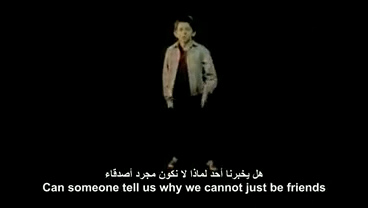 هل يخبرنا أحد لماذا لا نكون مجرد أصدقاء
Can someone tell us why we cannot just be friends